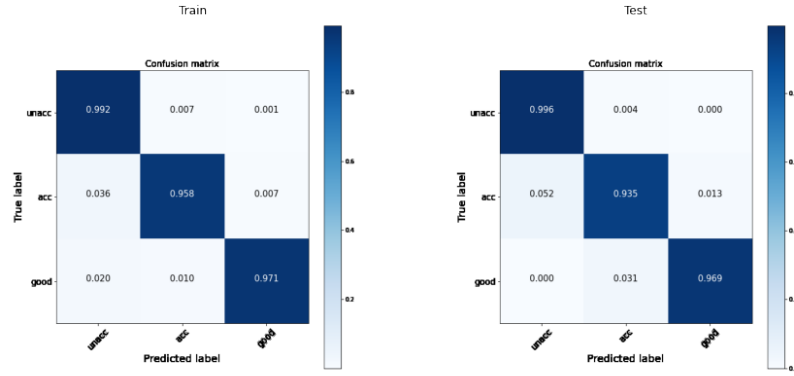 Train
Confusion matrix
unacc 0.992 0.007 0.001
acc 0.036 0.958 0.007
good 0.020 0.010 0.971
unacc acc good
True label
Predicted label
0.8
0.6
0.4
0.2
Test
Confusion matrix
unacc 0.996 0.004 0.000
acc 0.052 0.935 0.013
good 0.000 0.031 0.969
unacc acc good
True label
Predicted label